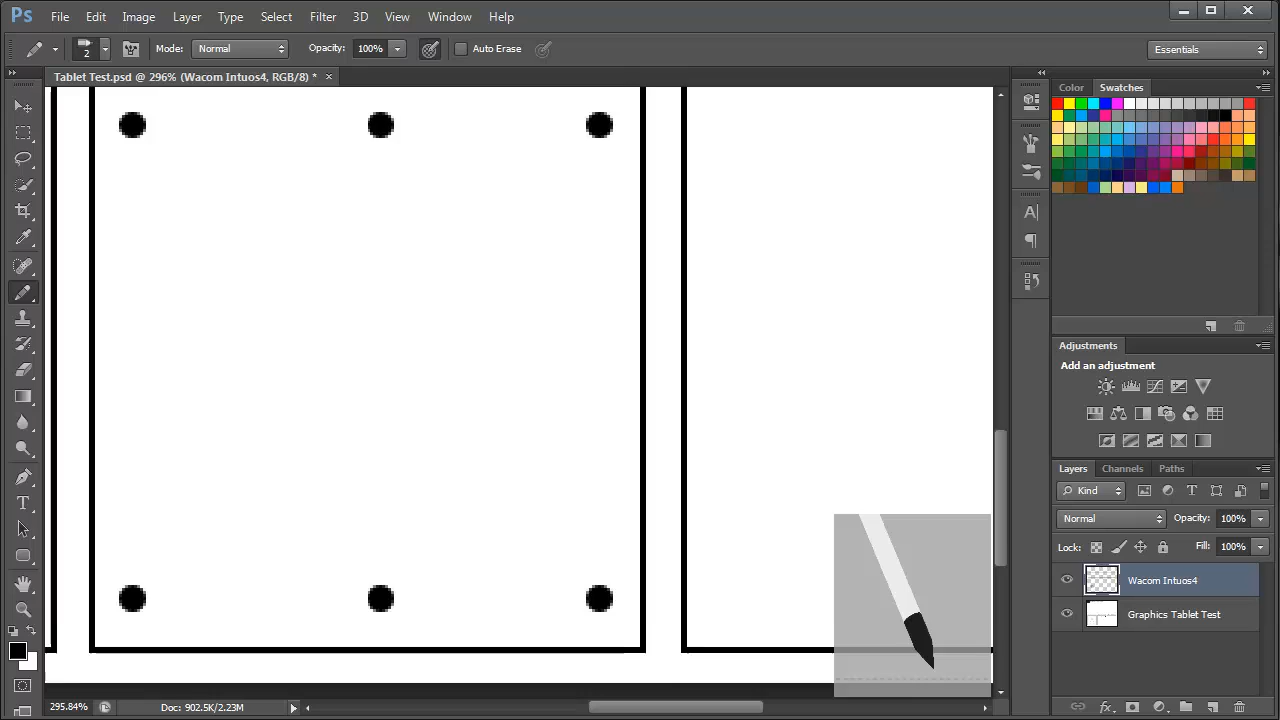 Ps File Edit Image Layer Type Select Filter 3D View Window Help
2 Mode: Normal Opacity: 100% Auto Erase Essentials
Tablet Test.psd @ 296% (Wacom Intuos4, RGB/8) *
Color Swatches
Adjustments
Add an adjustment
Layers Channels Paths
Kind
Normal Opacity: 100%
Lock: Fill: 100%
Wacom Intuos4
Graphics Tablet Test
295.84% Doc: 902.5K/2.23M